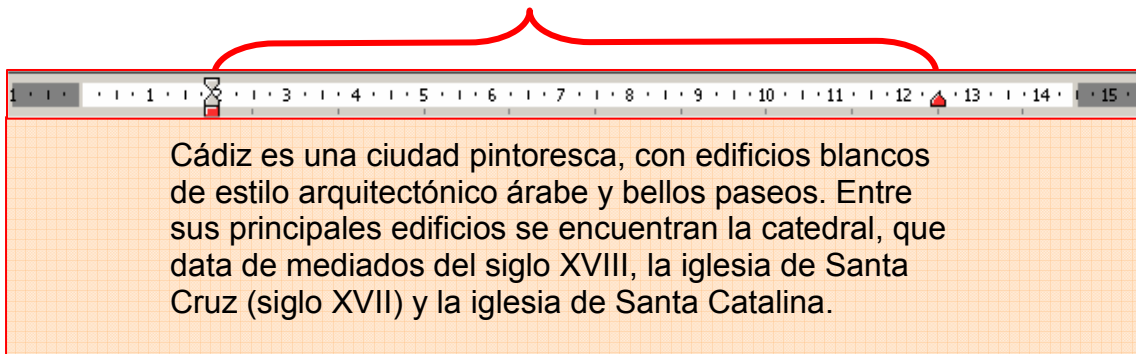 1 1 3 4 5 6 7 8 9 10 11 12 13 14 15
Cádiz es una ciudad pintoresca, con edificios blancos
de estilo arquitectónico árabe y bellos paseos. Entre
sus principales edificios se encuentran la catedral, que
data de mediados del siglo XVIII, la iglesia de Santa
Cruz (siglo XVII) y la iglesia de Santa Catalina.